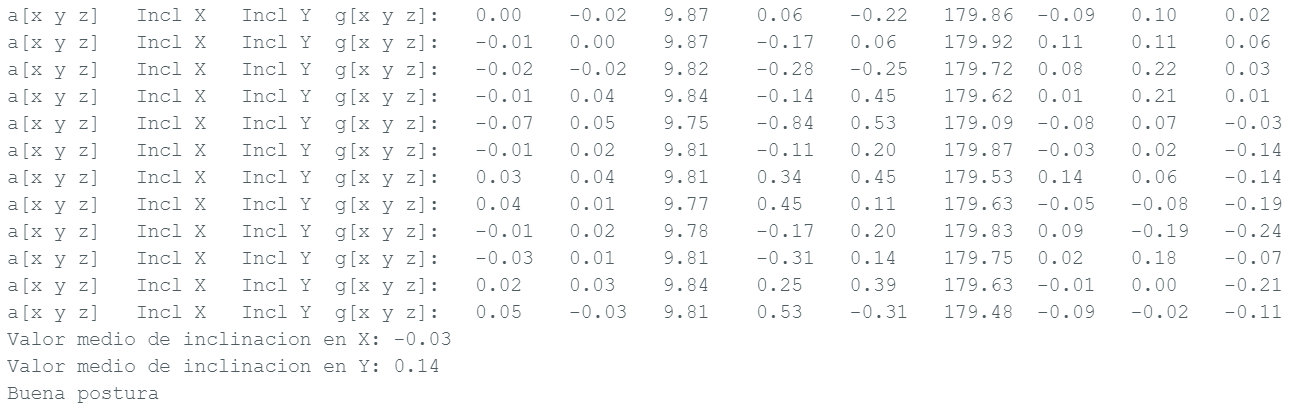 a[x y z]   Incl X   Incl Y  g[x y z]:   0.00    -0.02   9.87    0.06    -0.22   179.86  -0.09   0.10    0.02
a[x y z]   Incl X   Incl Y  g[x y z]:   -0.01   0.00    9.87    -0.17   0.06    179.92  0.11    0.11    0.06
a[x y z]   Incl X   Incl Y  g[x y z]:   -0.02   -0.02   9.82    -0.28   -0.25   179.72  0.08    0.22    0.03
a[x y z]   Incl X   Incl Y  g[x y z]:   -0.01   0.04    9.84    -0.14   0.45    179.62  0.01    0.21    0.01
a[x y z]   Incl X   Incl Y  g[x y z]:   -0.07   0.05    9.75    -0.84   0.53    179.09  -0.08   0.07    -0.03
a[x y z]   Incl X   Incl Y  g[x y z]:   -0.01   0.02    9.81    -0.11   0.20    179.87  -0.03   0.02    -0.14
a[x y z]   Incl X   Incl Y  g[x y z]:   0.03    0.04    9.81    0.34    0.45    179.53  0.14    0.06    -0.14
a[x y z]   Incl X   Incl Y  g[x y z]:   0.04    0.01    9.77    0.45    0.11    179.63  -0.05   -0.08   -0.19
a[x y z]   Incl X   Incl Y  g[x y z]:   -0.01   0.02    9.78    -0.17   0.20    179.83  0.09    -0.19   -0.24
a[x y z]   Incl X   Incl Y  g[x y z]:   -0.03   0.01    9.81    -0.31   0.14    179.75  0.02    0.18    -0.07
a[x y z]   Incl X   Incl Y  g[x y z]:   0.02    0.03    9.84    0.25    0.39    179.63  -0.01   0.00    -0.21
a[x y z]   Incl X   Incl Y  g[x y z]:   0.05    -0.03   9.81    0.53    -0.31   179.48  -0.09   -0.02   -0.11
Valor medio de inclinacion en X: -0.03
Valor medio de inclinacion en Y: 0.14
Buena postura